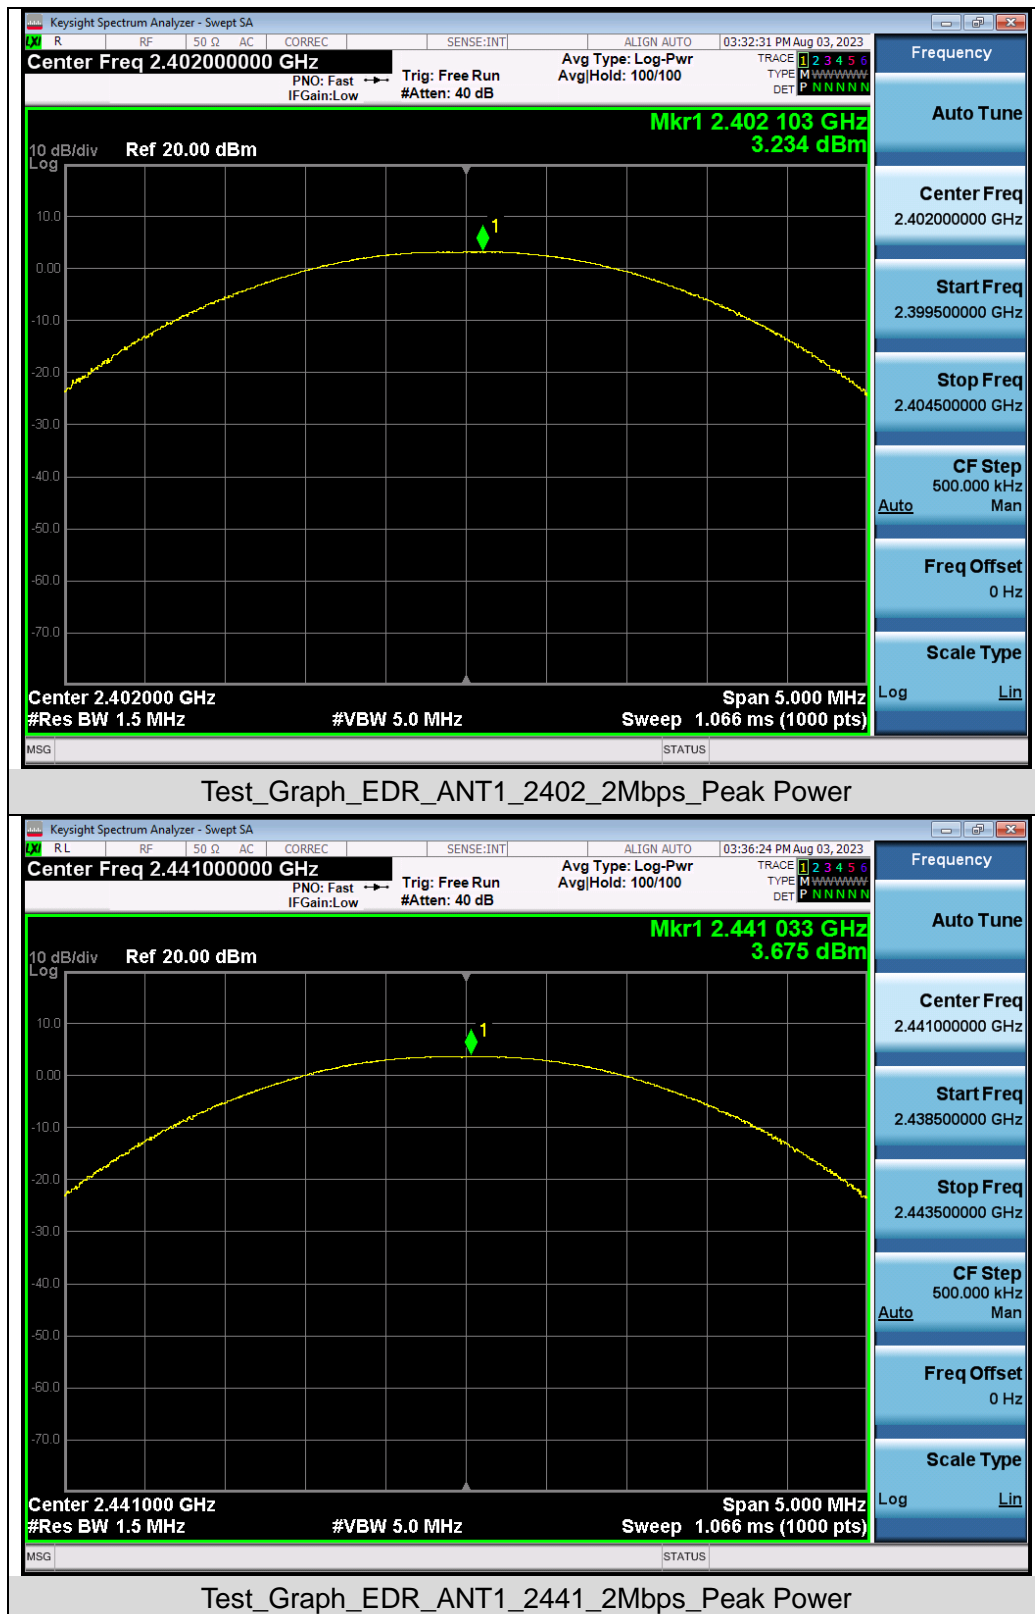 Keysight Spectrum Analyzer - Swept SA
LXI R RF 50 Ω AC CORREC SENSE:INT ALIGN AUTO 03:32:31 PM Aug 03, 2023
Center Freq 2.402000000 GHz
PNO: Fast
IFGain:Low
Trig: Free Run
#Atten: 40 dB
Avg Type: Log-Pwr
Avg|Hold: 100/100
TRACE 1 2 3 4 5 6
TYPE M WWWWW
DET P N N N N N
Mkr1 2.402 103 GHz
3.234 dBm
10 dB/div Ref 20.00 dBm
Log
1
10.0
0.00
-10.0
-20.0
-30.0
-40.0
-50.0
-60.0
-70.0
Center 2.402000 GHz Span 5.000 MHz
#Res BW 1.5 MHz #VBW 5.0 MHz Sweep 1.066 ms (1000 pts)
MSG STATUS
Frequency
Auto Tune
Center Freq
2.402000000 GHz
Start Freq
2.399500000 GHz
Stop Freq
2.404500000 GHz
CF Step
500.000 kHz
Auto Man
Freq Offset
0 Hz
Scale Type
Log Lin
Test_Graph_EDR_ANT1_2402_2Mbps_Peak Power
Keysight Spectrum Analyzer - Swept SA
LXI RL RF 50 Ω AC CORREC SENSE:INT ALIGN AUTO 03:36:24 PM Aug 03, 2023
Center Freq 2.441000000 GHz
PNO: Fast
IFGain:Low
Trig: Free Run
#Atten: 40 dB
Avg Type: Log-Pwr
Avg|Hold: 100/100
TRACE 1 2 3 4 5 6
TYPE M WWWWW
DET P N N N N N
Mkr1 2.441 033 GHz
3.675 dBm
10 dB/div Ref 20.00 dBm
Log
1
10.0
0.00
-10.0
-20.0
-30.0
-40.0
-50.0
-60.0
-70.0
Center 2.441000 GHz Span 5.000 MHz
#Res BW 1.5 MHz #VBW 5.0 MHz Sweep 1.066 ms (1000 pts)
MSG STATUS
Frequency
Auto Tune
Center Freq
2.441000000 GHz
Start Freq
2.438500000 GHz
Stop Freq
2.443500000 GHz
CF Step
500.000 kHz
Auto Man
Freq Offset
0 Hz
Scale Type
Log Lin
Test_Graph_EDR_ANT1_2441_2Mbps_Peak Power